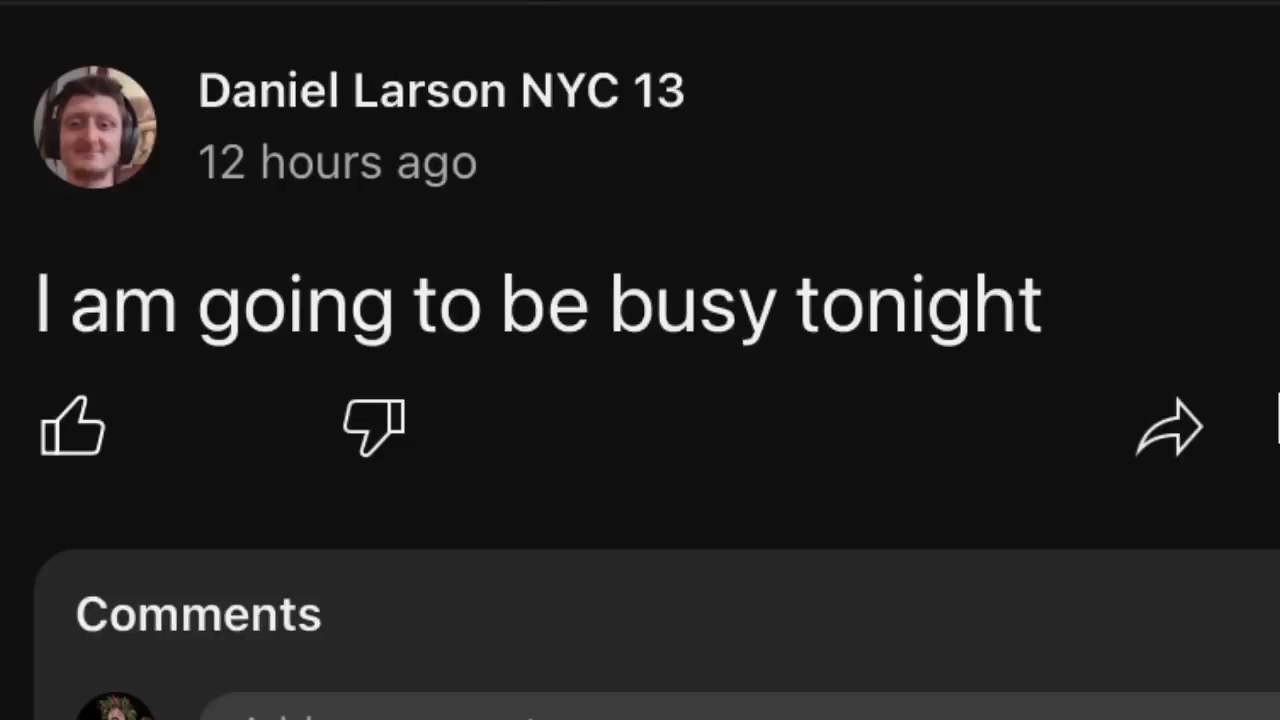 Daniel Larson NYC 13
12 hours ago
I am going to be busy tonight
Comments